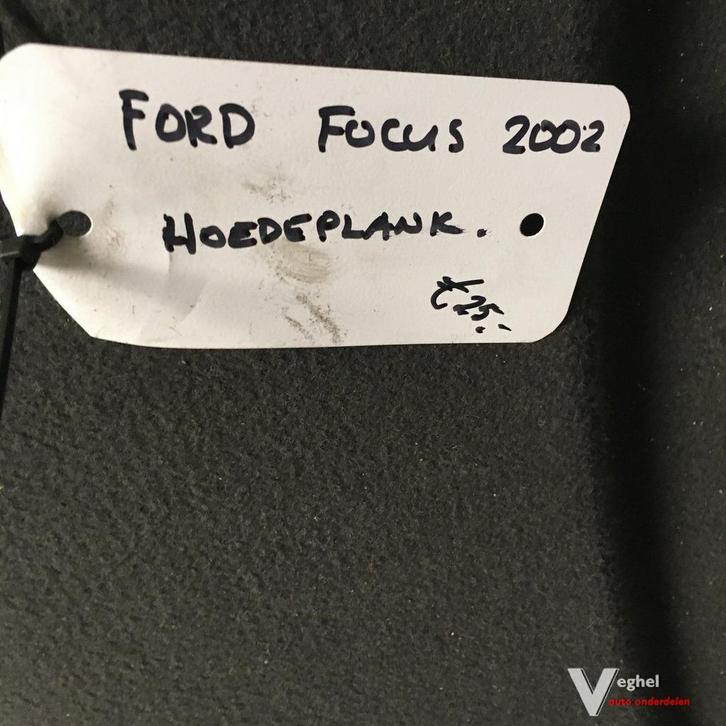 FORD FOCUS 2002
HOEDEPLANK.
€ 25,-
Veghel
auto onderdelen